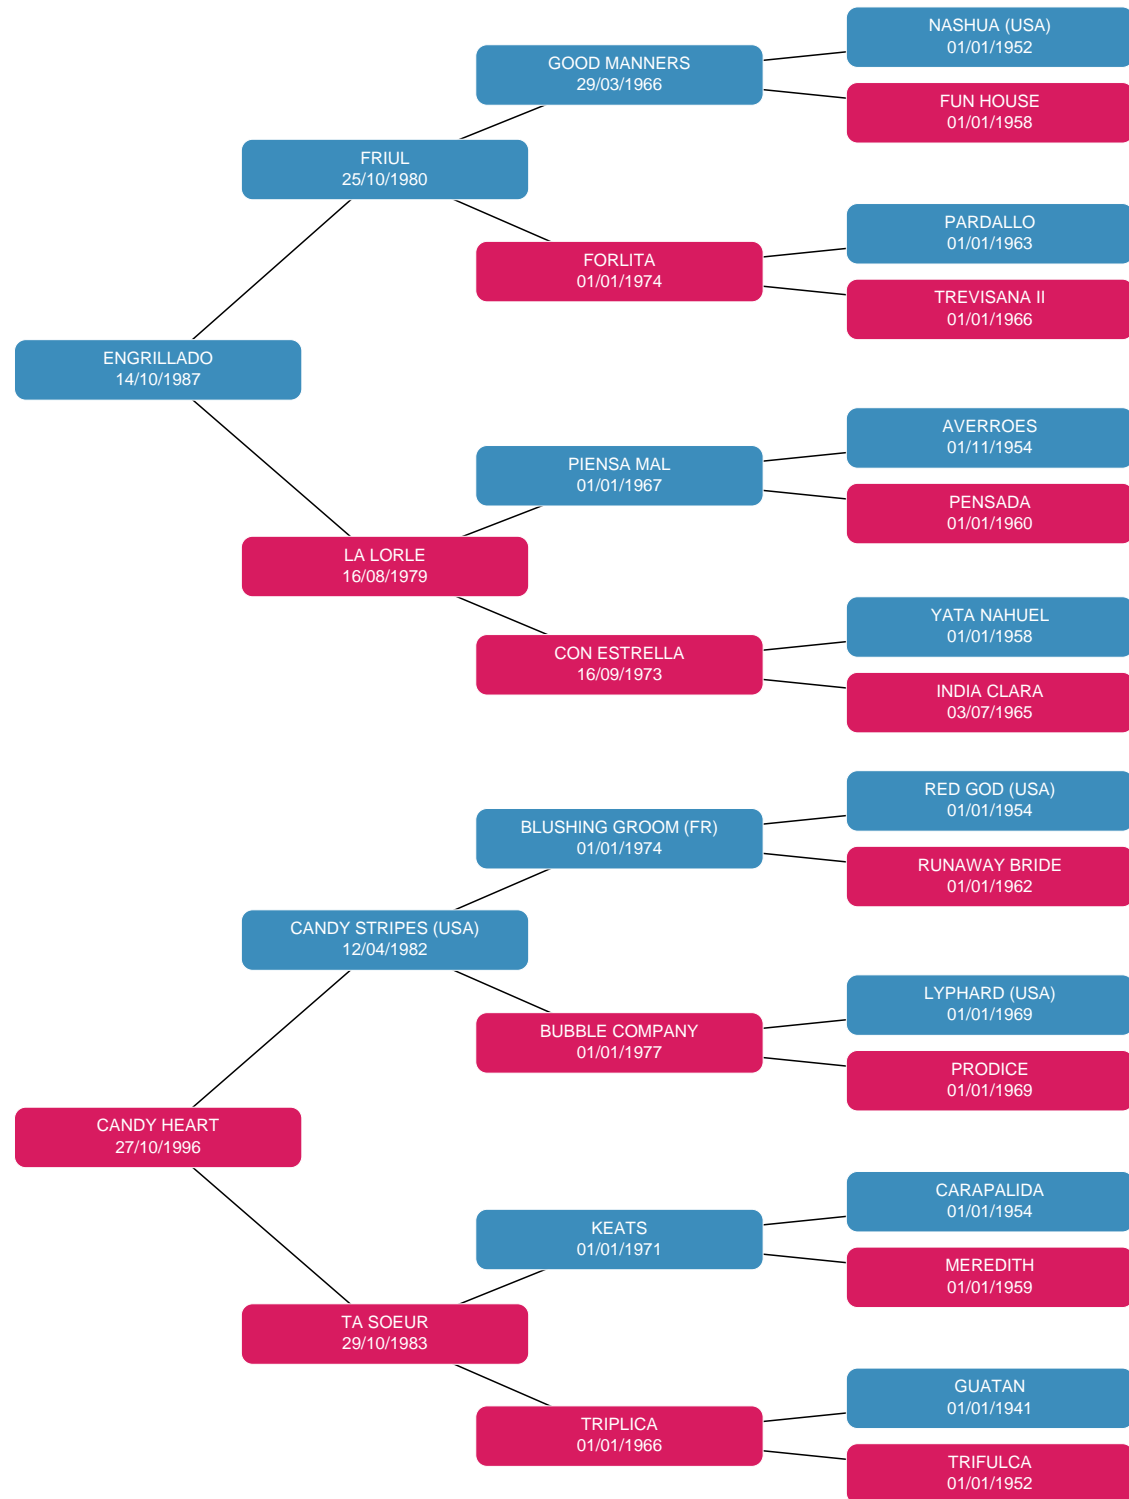 NASHUA (USA)
01/01/1952
GOOD MANNERS
29/03/1966
FUN HOUSE
01/01/1958
FRIUL
25/10/1980
PARDALLO
01/01/1963
FORLITA
01/01/1974
TREVISANA II
01/01/1966
ENGRILLADO
14/10/1987
AVERROES
01/11/1954
PIENSA MAL
01/01/1967
PENSADA
01/01/1960
LA LORLE
16/08/1979
YATA NAHUEL
01/01/1958
CON ESTRELLA
16/09/1973
INDIA CLARA
03/07/1965
RED GOD (USA)
01/01/1954
BLUSHING GROOM (FR)
01/01/1974
RUNAWAY BRIDE
01/01/1962
CANDY STRIPES (USA)
12/04/1982
LYPHARD (USA)
01/01/1969
BUBBLE COMPANY
01/01/1977
PRODICE
01/01/1969
CANDY HEART
27/10/1996
CARAPALIDA
01/01/1954
KEATS
01/01/1971
MEREDITH
01/01/1959
TA SOEUR
29/10/1983
GUATAN
01/01/1941
TRIPLICA
01/01/1966
TRIFULCA
01/01/1952